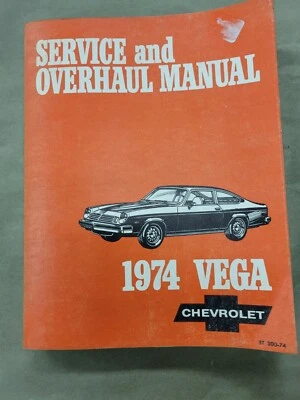 SERVICE and
OVERHAUL MANUAL
1974 VEGA
CHEVROLET